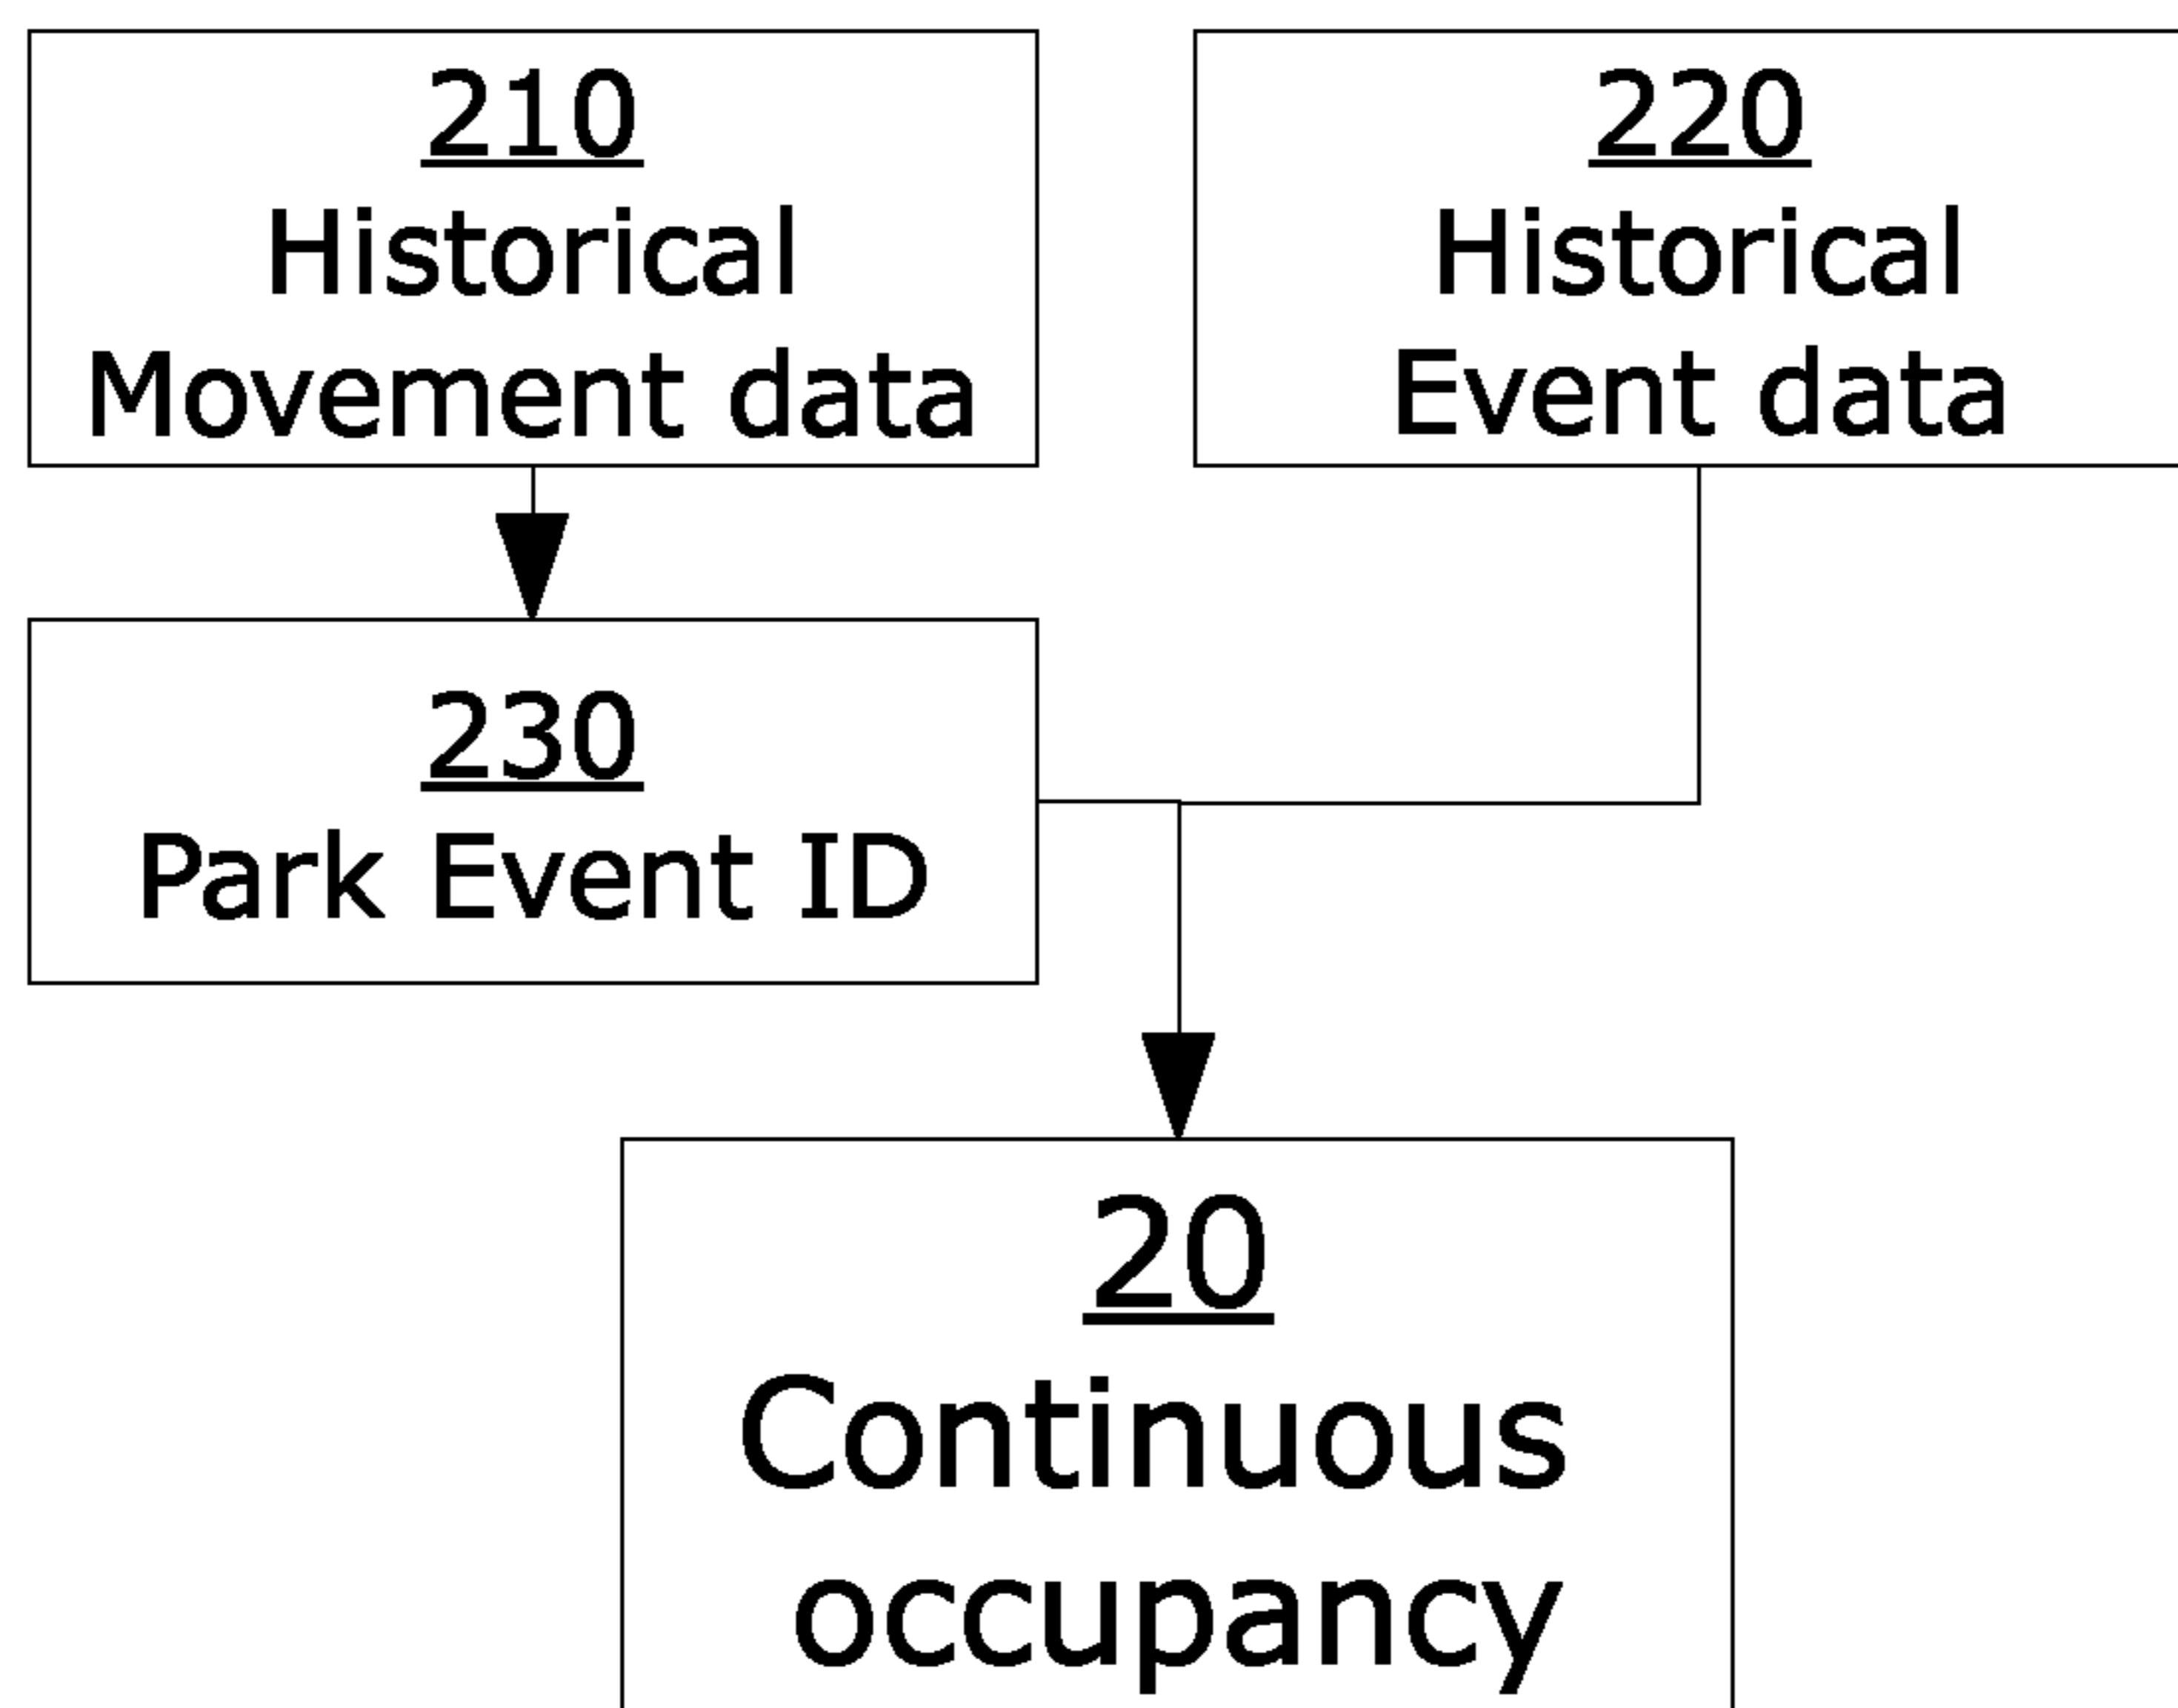 210
Historical
Movement data
220
Historical
Event data
230
Park Event ID
20
Continuous
occupancy